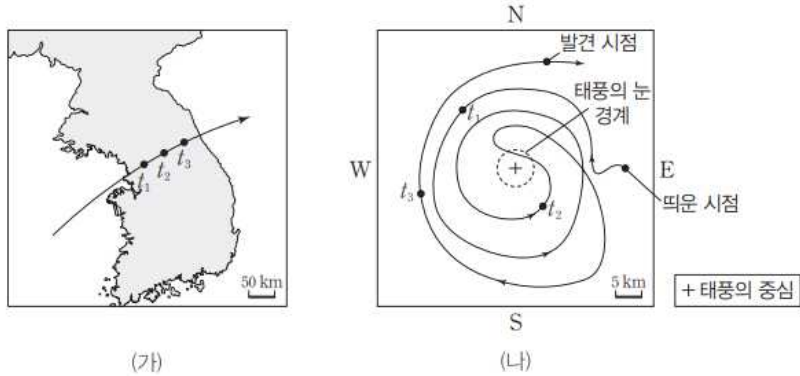 N
발견 시점
태풍의 눈
경계
t₁
W
E
t₁
t₂
t₃
t₃
t₂
띄운 시점
50 km
5 km
+ 태풍의 중심
S
(가)
(나)